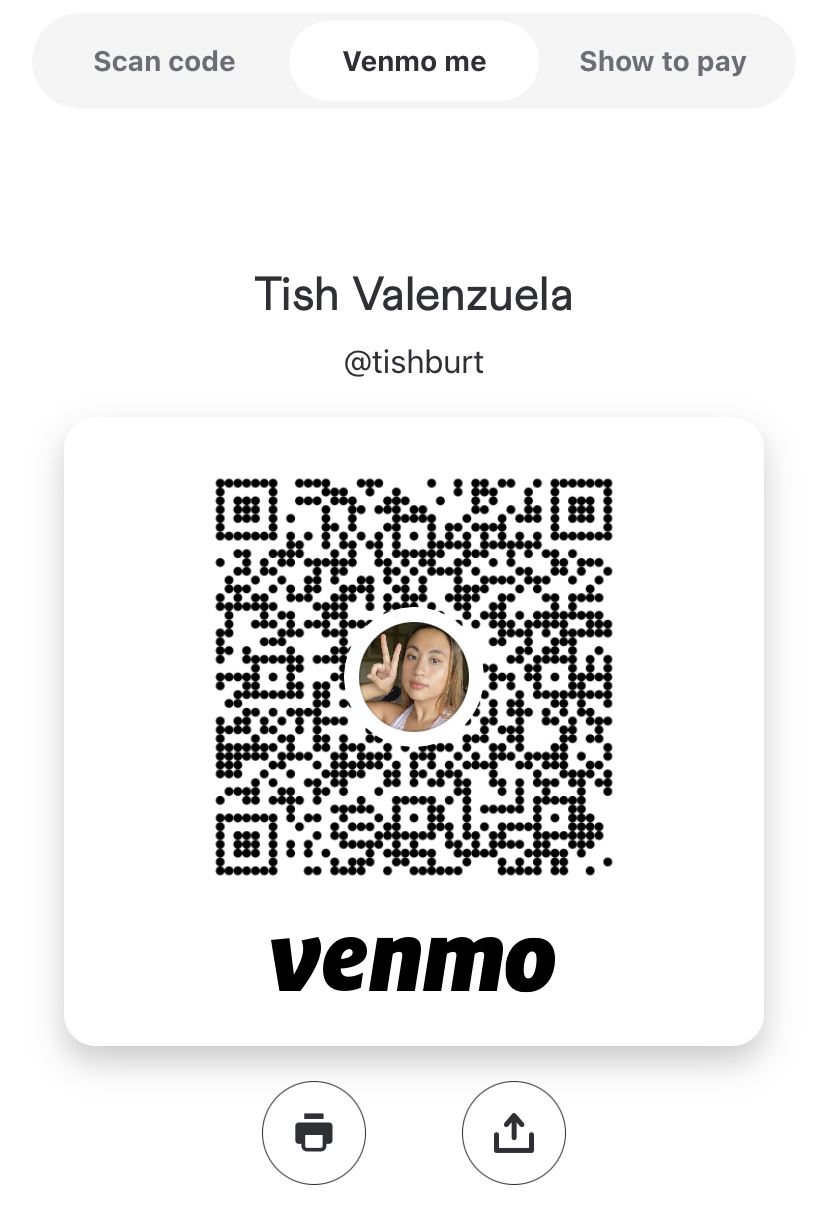 Scan code
Venmo me
Show to pay
Tish Valenzuela
@tishburt
venmo